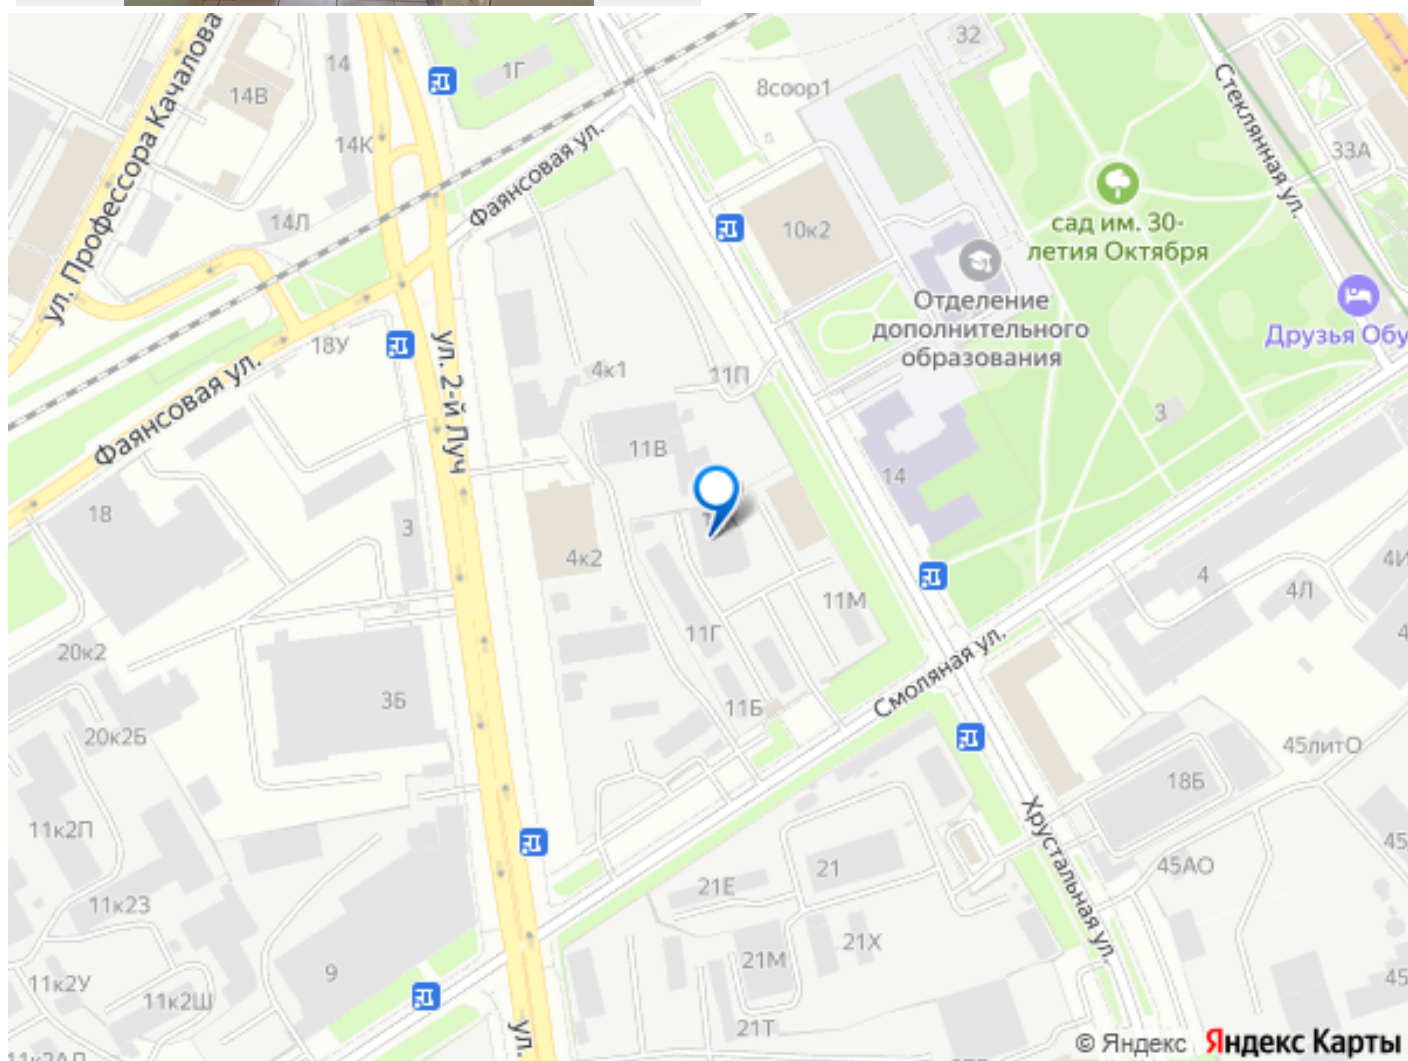 ул. Профессора Качалова
14В
14
14К
14Л
1Г
Фаянсовая ул.
8соор1
32
Стеклянная ул.
33А
10к2
сад им. 30-
летия Октября
Отделение
дополнительного
образования
Друзья Обу
18У
ул. 2-й Луч
4к1
11П
3
Фаянсовая ул.
11В
14
18
3
4к2
11М
4
4Л
4И
11Г
20к2
Смоляная ул.
3Б
11Б
20к2Б
45литО
18Б
Хрустальная ул.
11к2П
21
21Е
45АО
45
11к23
21Х
9
21М
11к2У
11к2Ш
45
21Т
ул.
© Яндекс Яндекс Карты